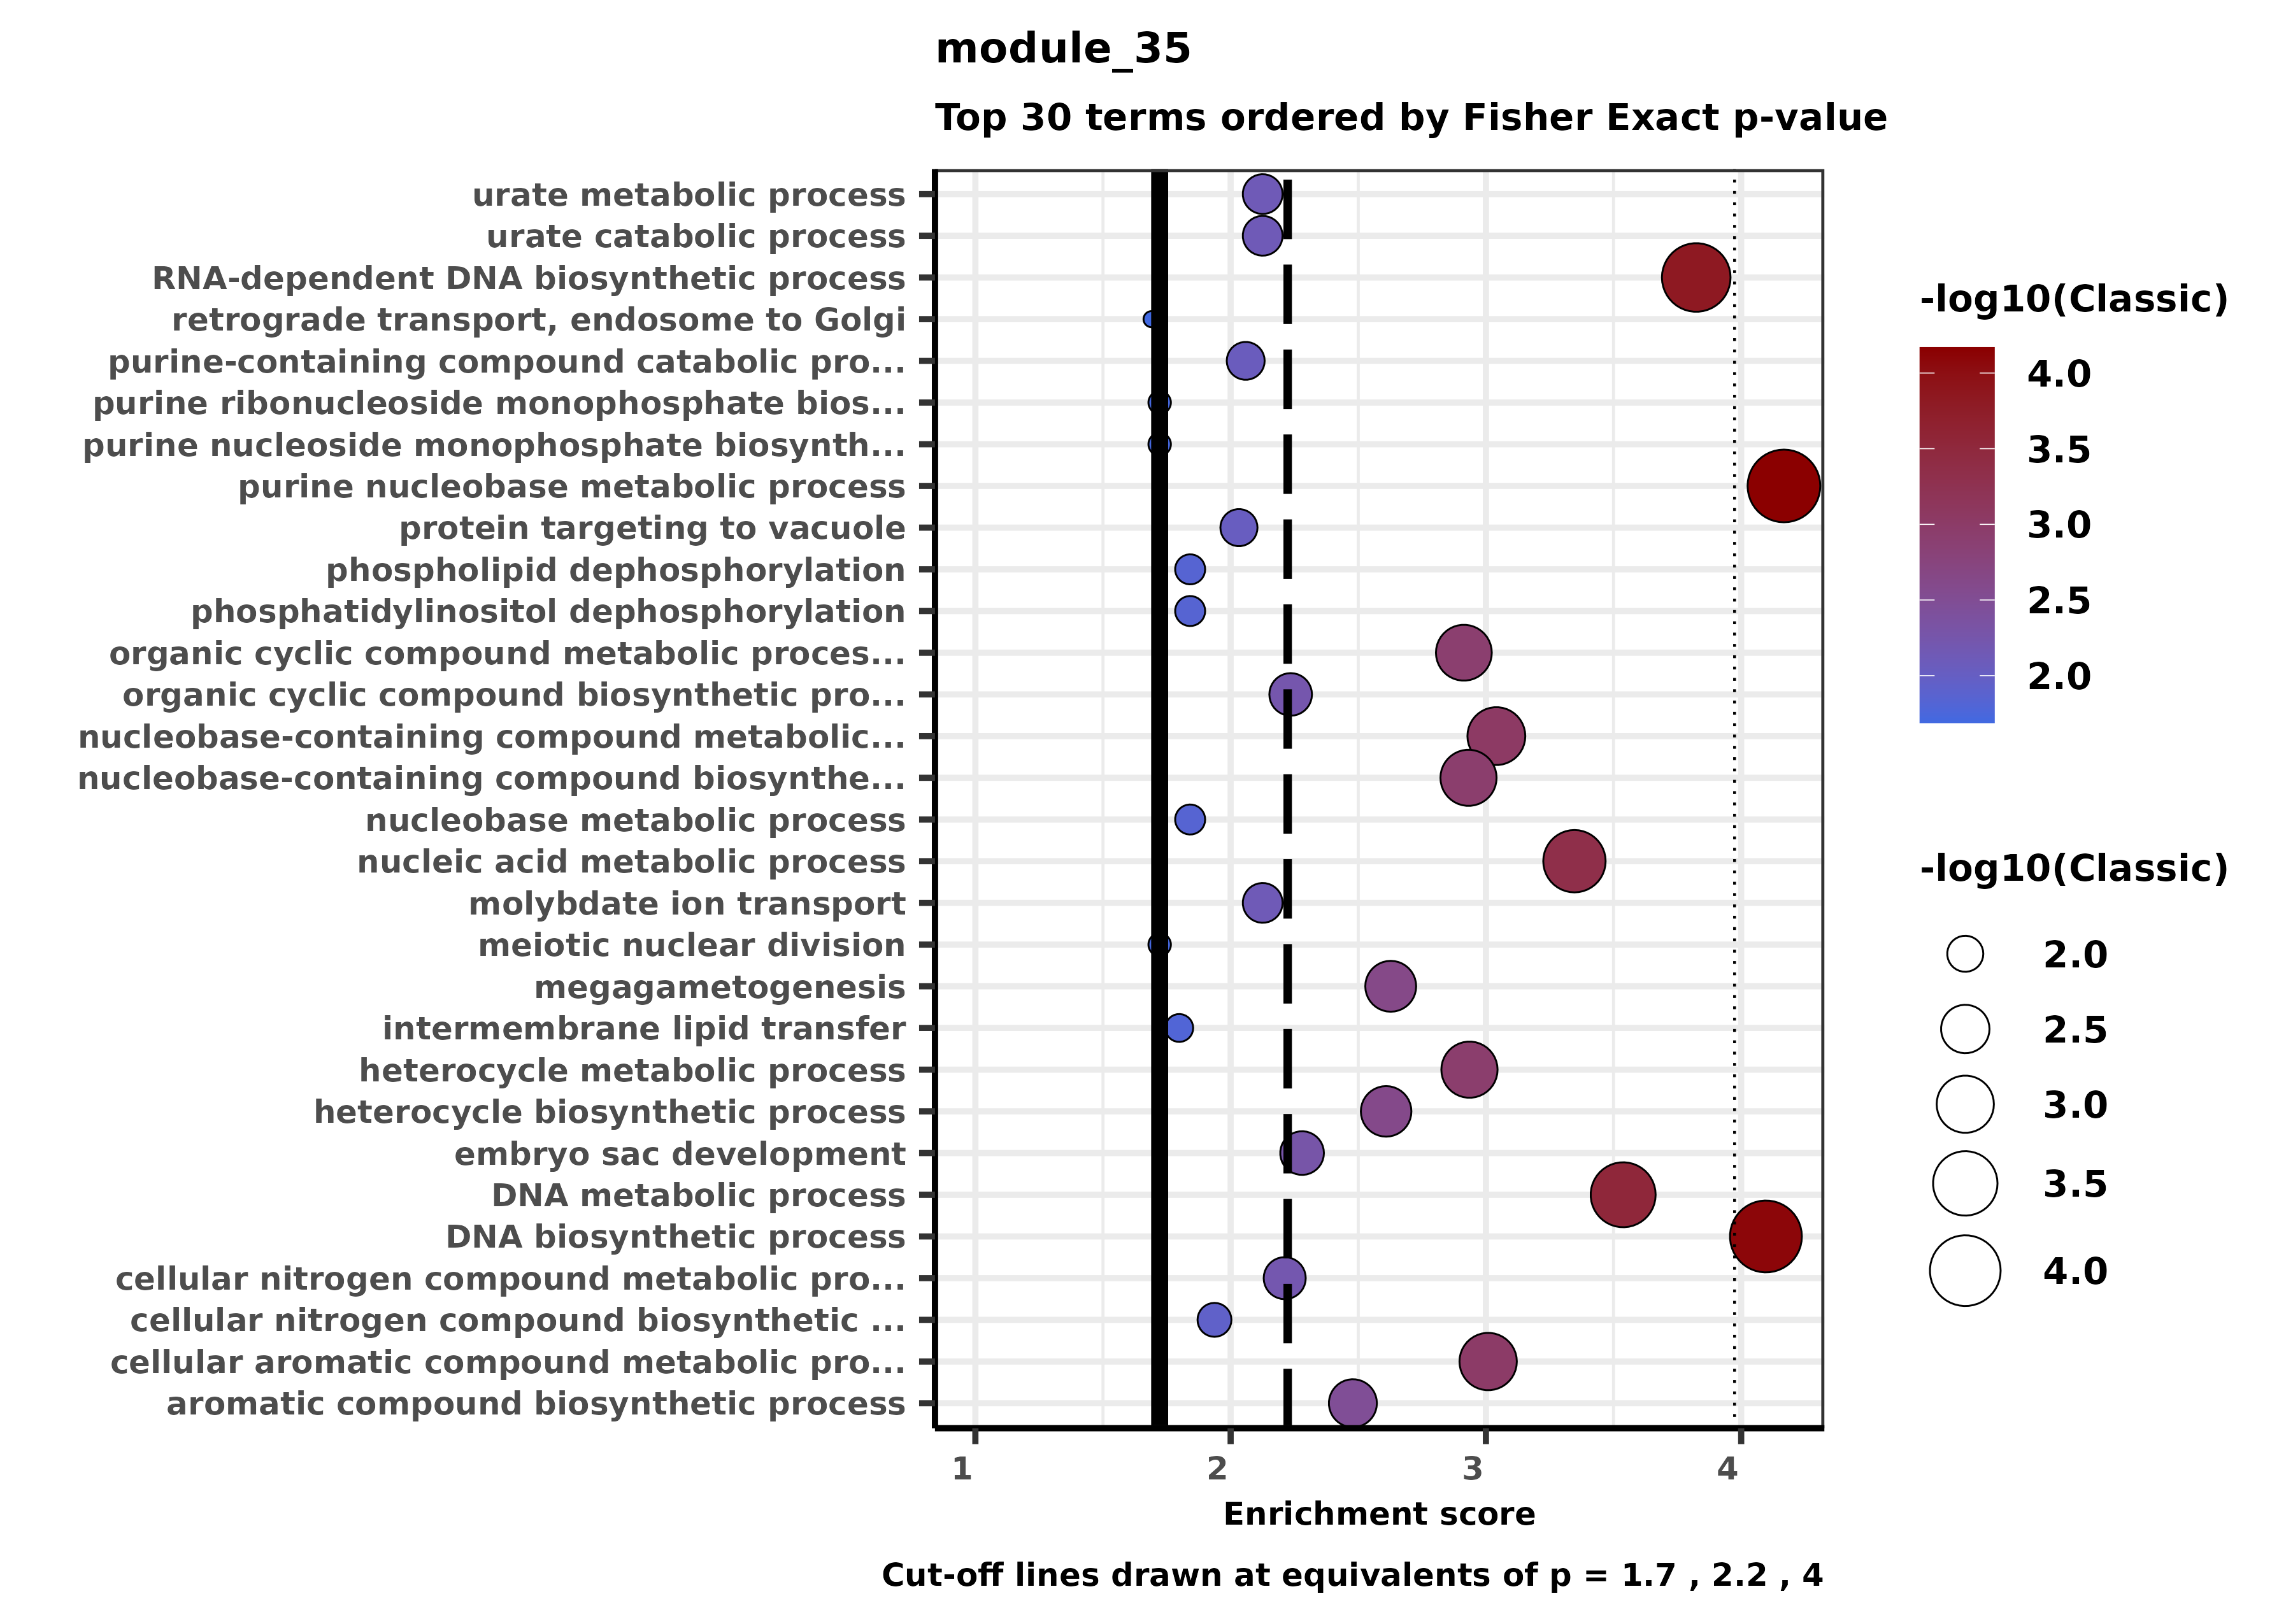 module_35
Top 30 terms ordered by Fisher Exact p-value
urate metabolic process
urate catabolic process
RNA-dependent DNA biosynthetic process
retrograde transport, endosome to Golgi
purine-containing compound catabolic pro...
purine ribonucleoside monophosphate bios...
purine nucleoside monophosphate biosynth...
purine nucleobase metabolic process
protein targeting to vacuole
phospholipid dephosphorylation
phosphatidylinositol dephosphorylation
organic cyclic compound metabolic proces...
organic cyclic compound biosynthetic pro...
nucleobase-containing compound metabolic...
nucleobase-containing compound biosynthe...
nucleobase metabolic process
nucleic acid metabolic process
molybdate ion transport
meiotic nuclear division
megagametogenesis
intermembrane lipid transfer
heterocycle metabolic process
heterocycle biosynthetic process
embryo sac development
DNA metabolic process
DNA biosynthetic process
cellular nitrogen compound metabolic pro...
cellular nitrogen compound biosynthetic ...
cellular aromatic compound metabolic pro...
aromatic compound biosynthetic process
1 2 3 4
Enrichment score
Cut-off lines drawn at equivalents of p = 1.7 , 2.2 , 4
-log10(Classic)
4.0
3.5
3.0
2.5
2.0
-log10(Classic)
2.0
2.5
3.0
3.5
4.0